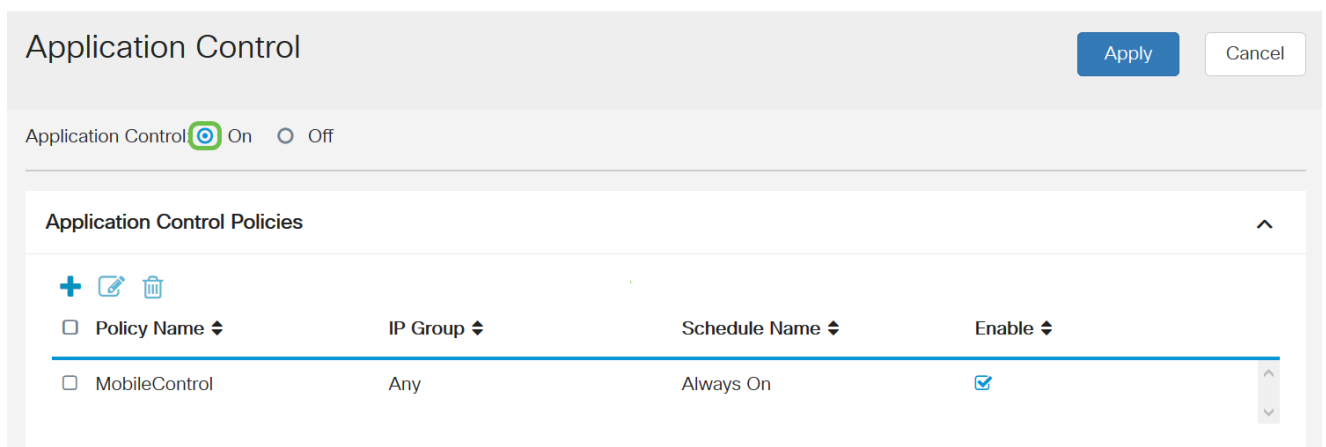 Application Control
Apply
Cancel
Application Control: On Off
Application Control Policies
Policy Name IP Group Schedule Name Enable
MobileControl Any Always On